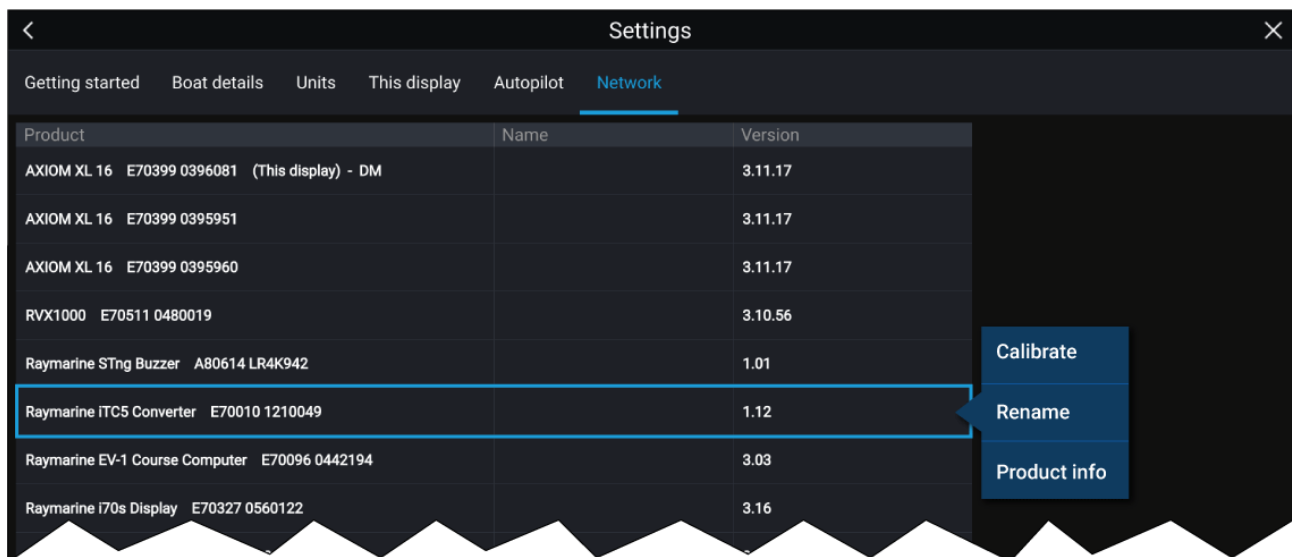 Settings
Getting started Boat details Units This display Autopilot Network
Product Name Version
AXIOM XL 16 E70399 0396081 (This display) - DM 3.11.17
AXIOM XL 16 E70399 0395951 3.11.17
AXIOM XL 16 E70399 0395960 3.11.17
RVX1000 E70511 0480019 3.10.56
Raymarine STng Buzzer A80614 LR4K942 1.01
Calibrate
Raymarine iTC5 Converter E70010 1210049 1.12
Rename
Raymarine EV-1 Course Computer E70096 0442194 3.03
Product info
Raymarine i70s Display E70327 0560122 3.16